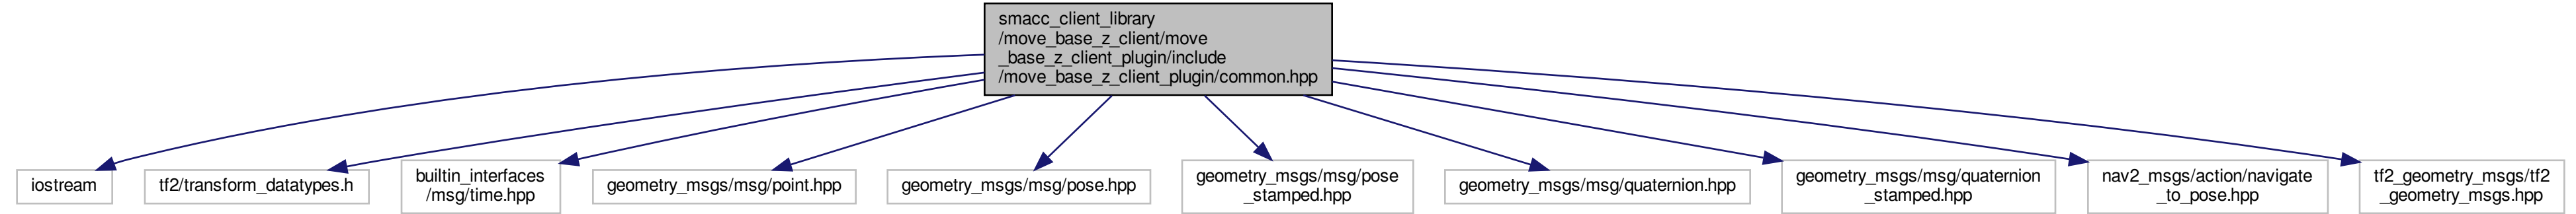 smacc_client_library
/move_base_z_client/move
_base_z_client_plugin/include
/move_base_z_client_plugin/common.hpp
iostream
tf2/transform_datatypes.h
builtin_interfaces
/msg/time.hpp
geometry_msgs/msg/point.hpp
geometry_msgs/msg/pose.hpp
geometry_msgs/msg/pose
_stamped.hpp
geometry_msgs/msg/quaternion.hpp
geometry_msgs/msg/quaternion
_stamped.hpp
nav2_msgs/action/navigate
_to_pose.hpp
tf2_geometry_msgs/tf2
_geometry_msgs.hpp